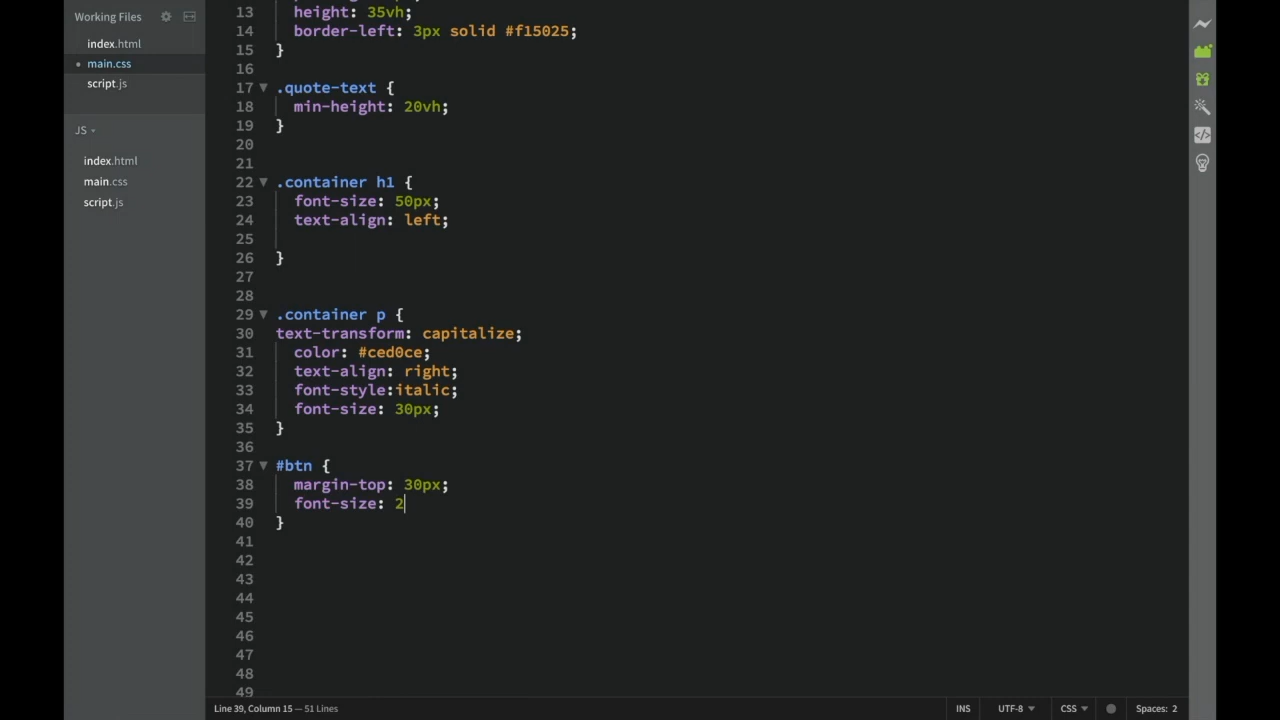 Working Files
index.html
main.css
script.js
JS
index.html
main.css
script.js
13 height: 35vh;
14 border-left: 3px solid #f15025;
15 }
16
17 .quote-text {
18 min-height: 20vh;
19 }
20
21
22 .container h1 {
23 font-size: 50px;
24 text-align: left;
25
26 }
27
28
29 .container p {
30 text-transform: capitalize;
31 color: #ced0ce;
32 text-align: right;
33 font-style:italic;
34 font-size: 30px;
35 }
36
37 #btn {
38 margin-top: 30px;
39 font-size: 2
40 }
41
42
43
44
45
46
47
48
49
Line 39, Column 15 — 51 Lines
INS UTF-8 CSS Spaces: 2